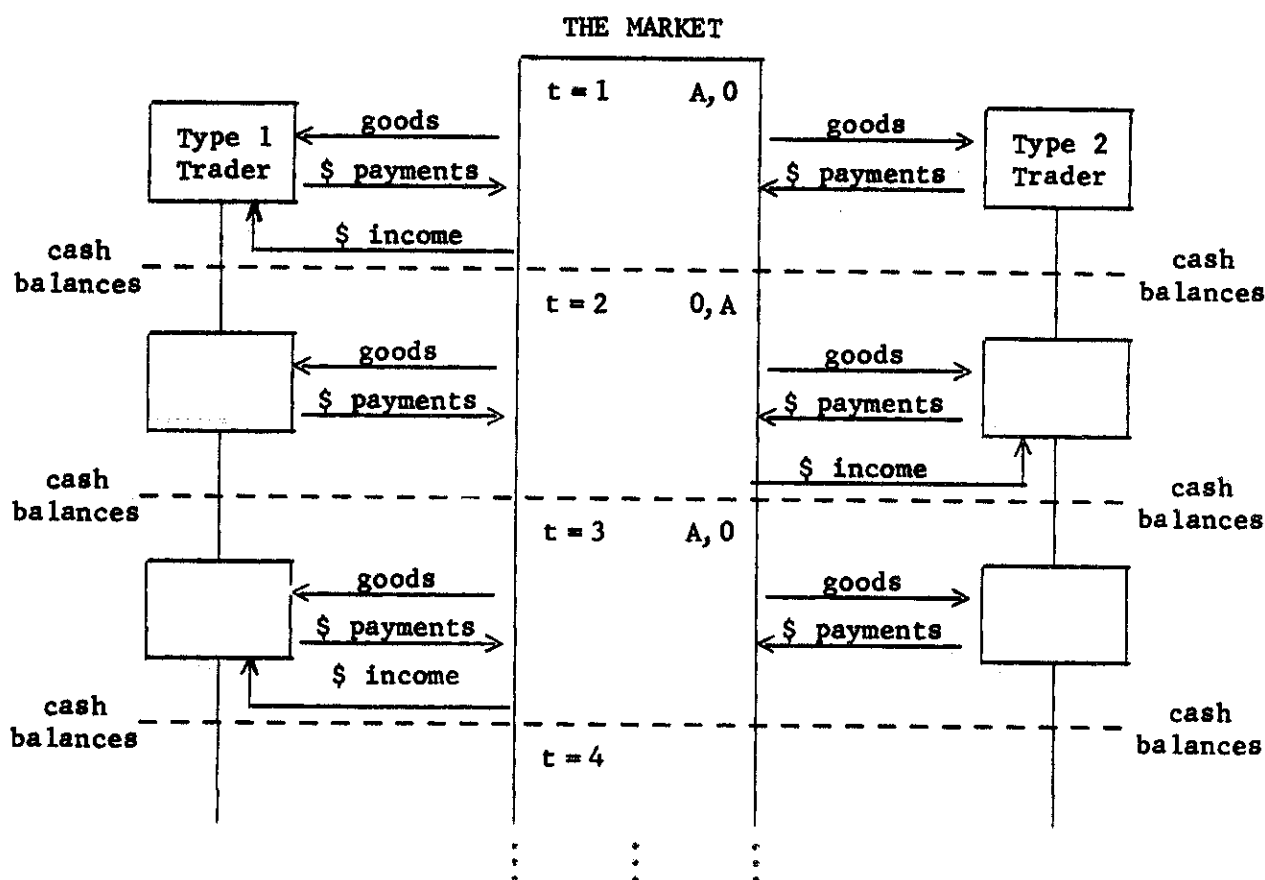 THE MARKET
t = 1 A, 0
Type 1
Trader
goods
$ payments
$ income
goods
$ payments
Type 2
Trader
cash
balances
cash
balances
t = 2 0, A
goods
$ payments
goods
$ payments
$ income
cash
balances
cash
balances
t = 3 A, 0
goods
$ payments
$ income
goods
$ payments
cash
balances
cash
balances
t = 4